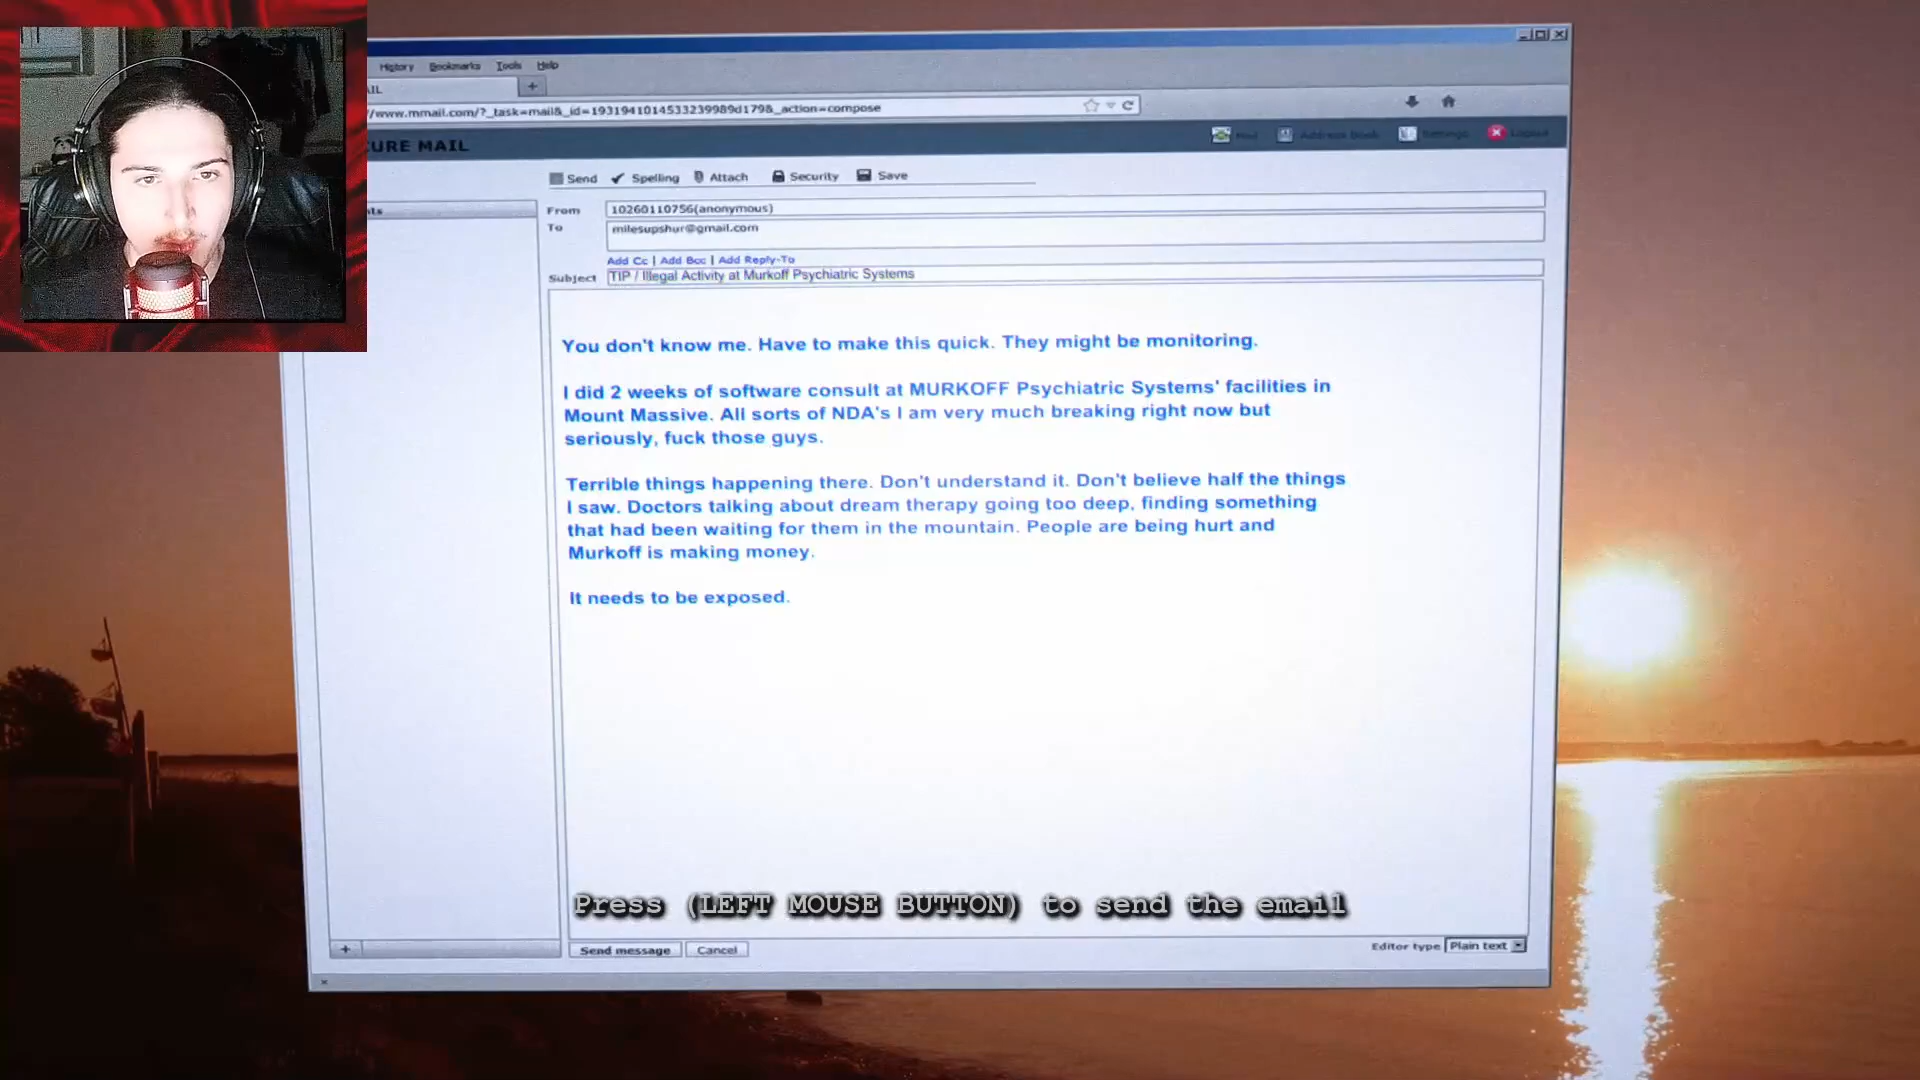 History Bookmarks Tools Help
IL +
/www.mmail.com/?_task=mail&_id=1931941014533239989d179&_action=compose
URE MAIL Address Book Settings Logout
Send Spelling Attach Security Save
ts
From 10260110756(anonymous)
To milesupshur@gmail.com
Add Cc | Add Bcc | Add Reply-To
Subject TIP / Illegal Activity at Murkoff Psychiatric Systems
You don't know me. Have to make this quick. They might be monitoring.
I did 2 weeks of software consult at MURKOFF Psychiatric Systems' facilities in
Mount Massive. All sorts of NDA's I am very much breaking right now but
seriously, fuck those guys.
Terrible things happening there. Don't understand it. Don't believe half the things
I saw. Doctors talking about dream therapy going too deep, finding something
that had been waiting for them in the mountain. People are being hurt and
Murkoff is making money.
It needs to be exposed.
Press (LEFT MOUSE BUTTON) to send the email
+ Send message Cancel Editor type Plain text
x